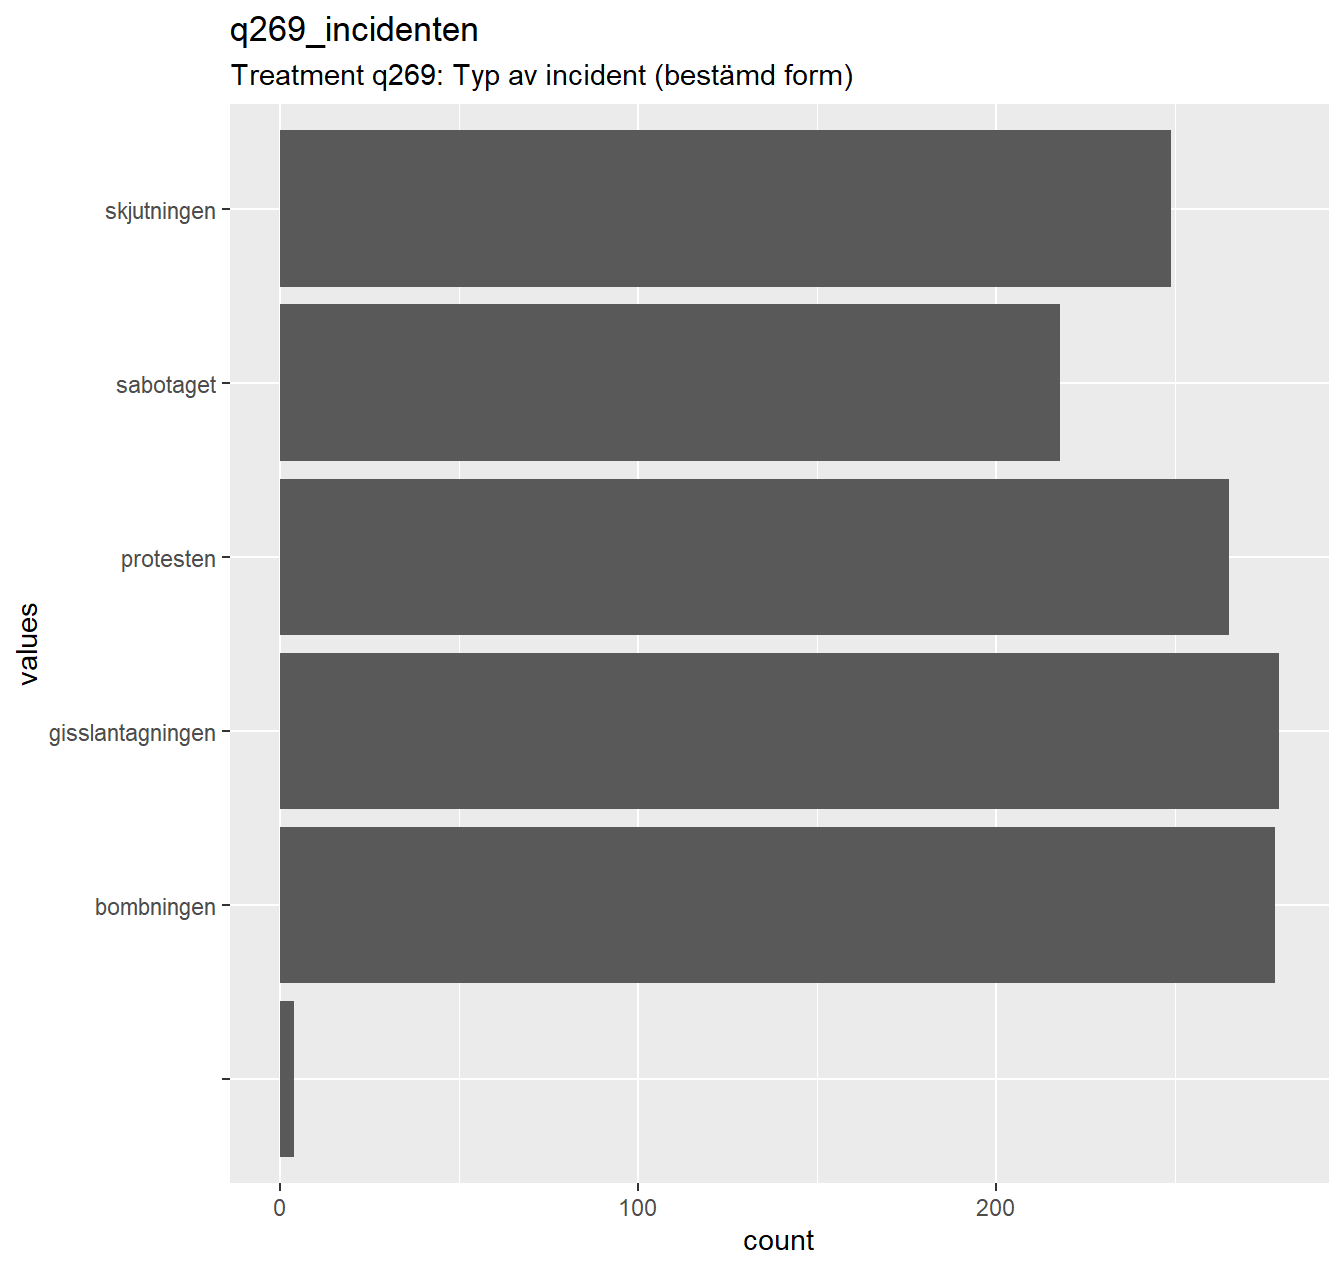 q269_incidenten
Treatment q269: Typ av incident (bestämd form)
skjutningen
sabotaget
protesten
gisslantagningen
bombningen
values
0 100 200
count